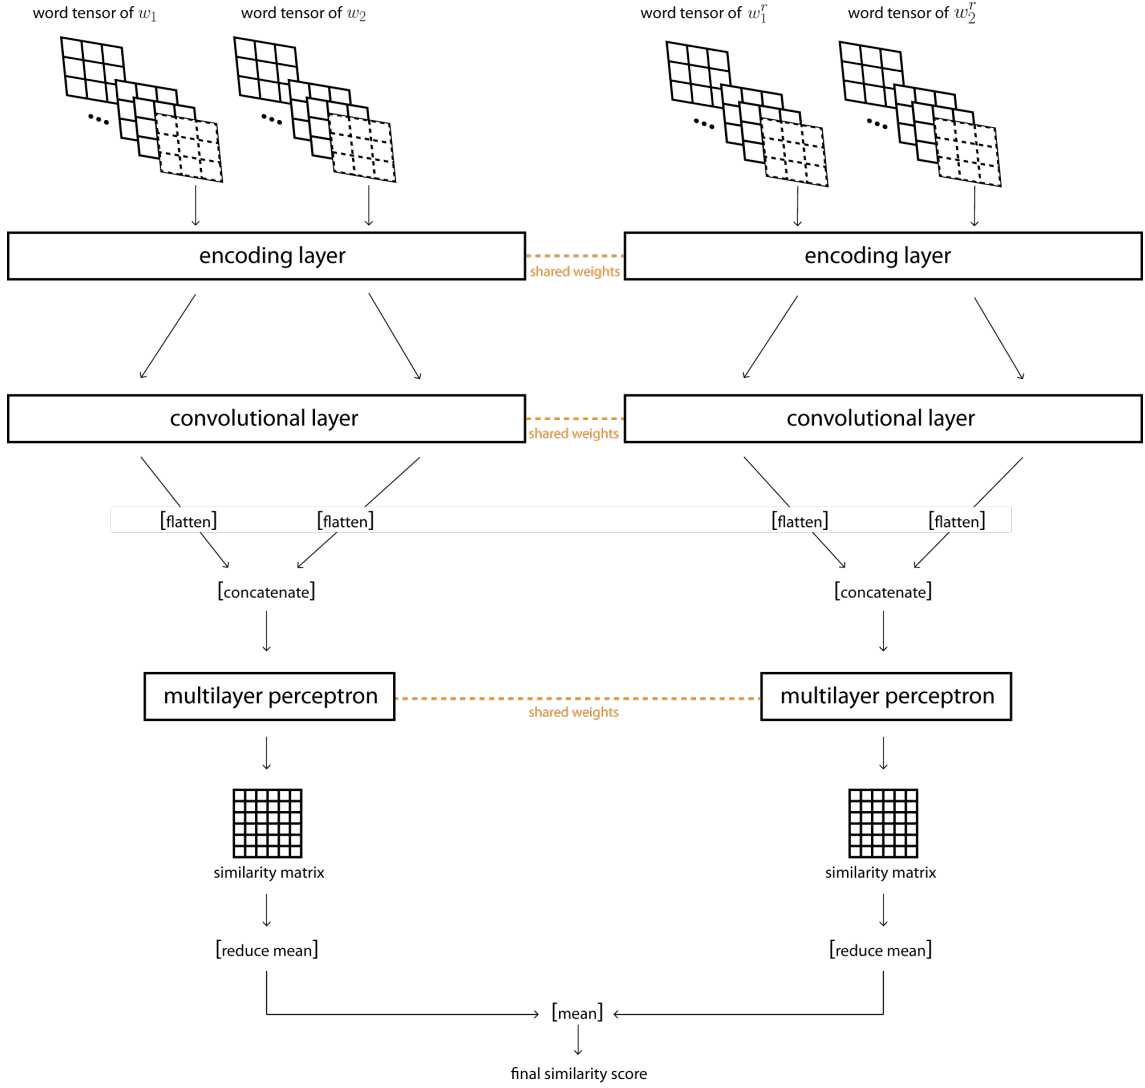 word tensor of w₁ word tensor of w₂ word tensor of w₁ʳ word tensor of w₂ʳ
encoding layer shared weights encoding layer
convolutional layer shared weights convolutional layer
[flatten] [flatten] [flatten] [flatten]
[concatenate] [concatenate]
multilayer perceptron shared weights multilayer perceptron
similarity matrix similarity matrix
[reduce mean] [reduce mean]
[mean]
final similarity score